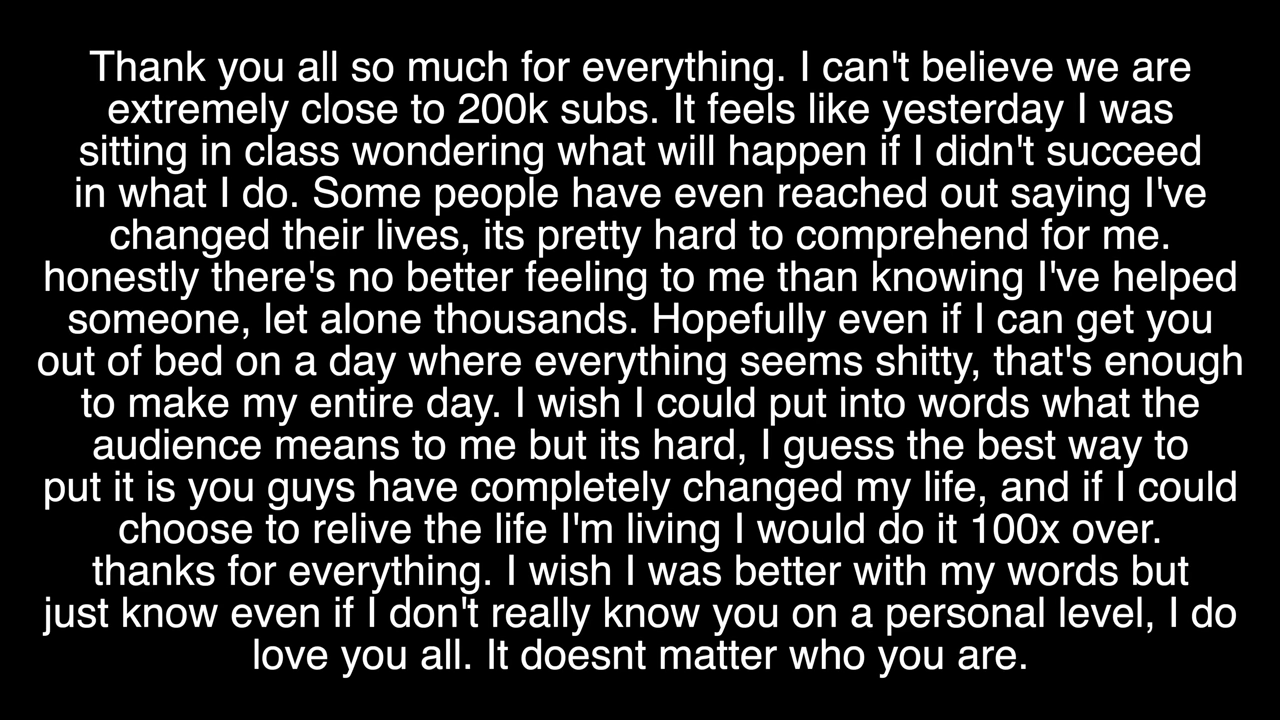 Thank you all so much for everything. I can't believe we are
extremely close to 200k subs. It feels like yesterday I was
sitting in class wondering what will happen if I didn't succeed
in what I do. Some people have even reached out saying I've
changed their lives, its pretty hard to comprehend for me.
honestly there's no better feeling to me than knowing I've helped
someone, let alone thousands. Hopefully even if I can get you
out of bed on a day where everything seems shitty, that's enough
to make my entire day. I wish I could put into words what the
audience means to me but its hard, I guess the best way to
put it is you guys have completely changed my life, and if I could
choose to relive the life I'm living I would do it 100x over.
thanks for everything. I wish I was better with my words but
just know even if I don't really know you on a personal level, I do
love you all. It doesnt matter who you are.